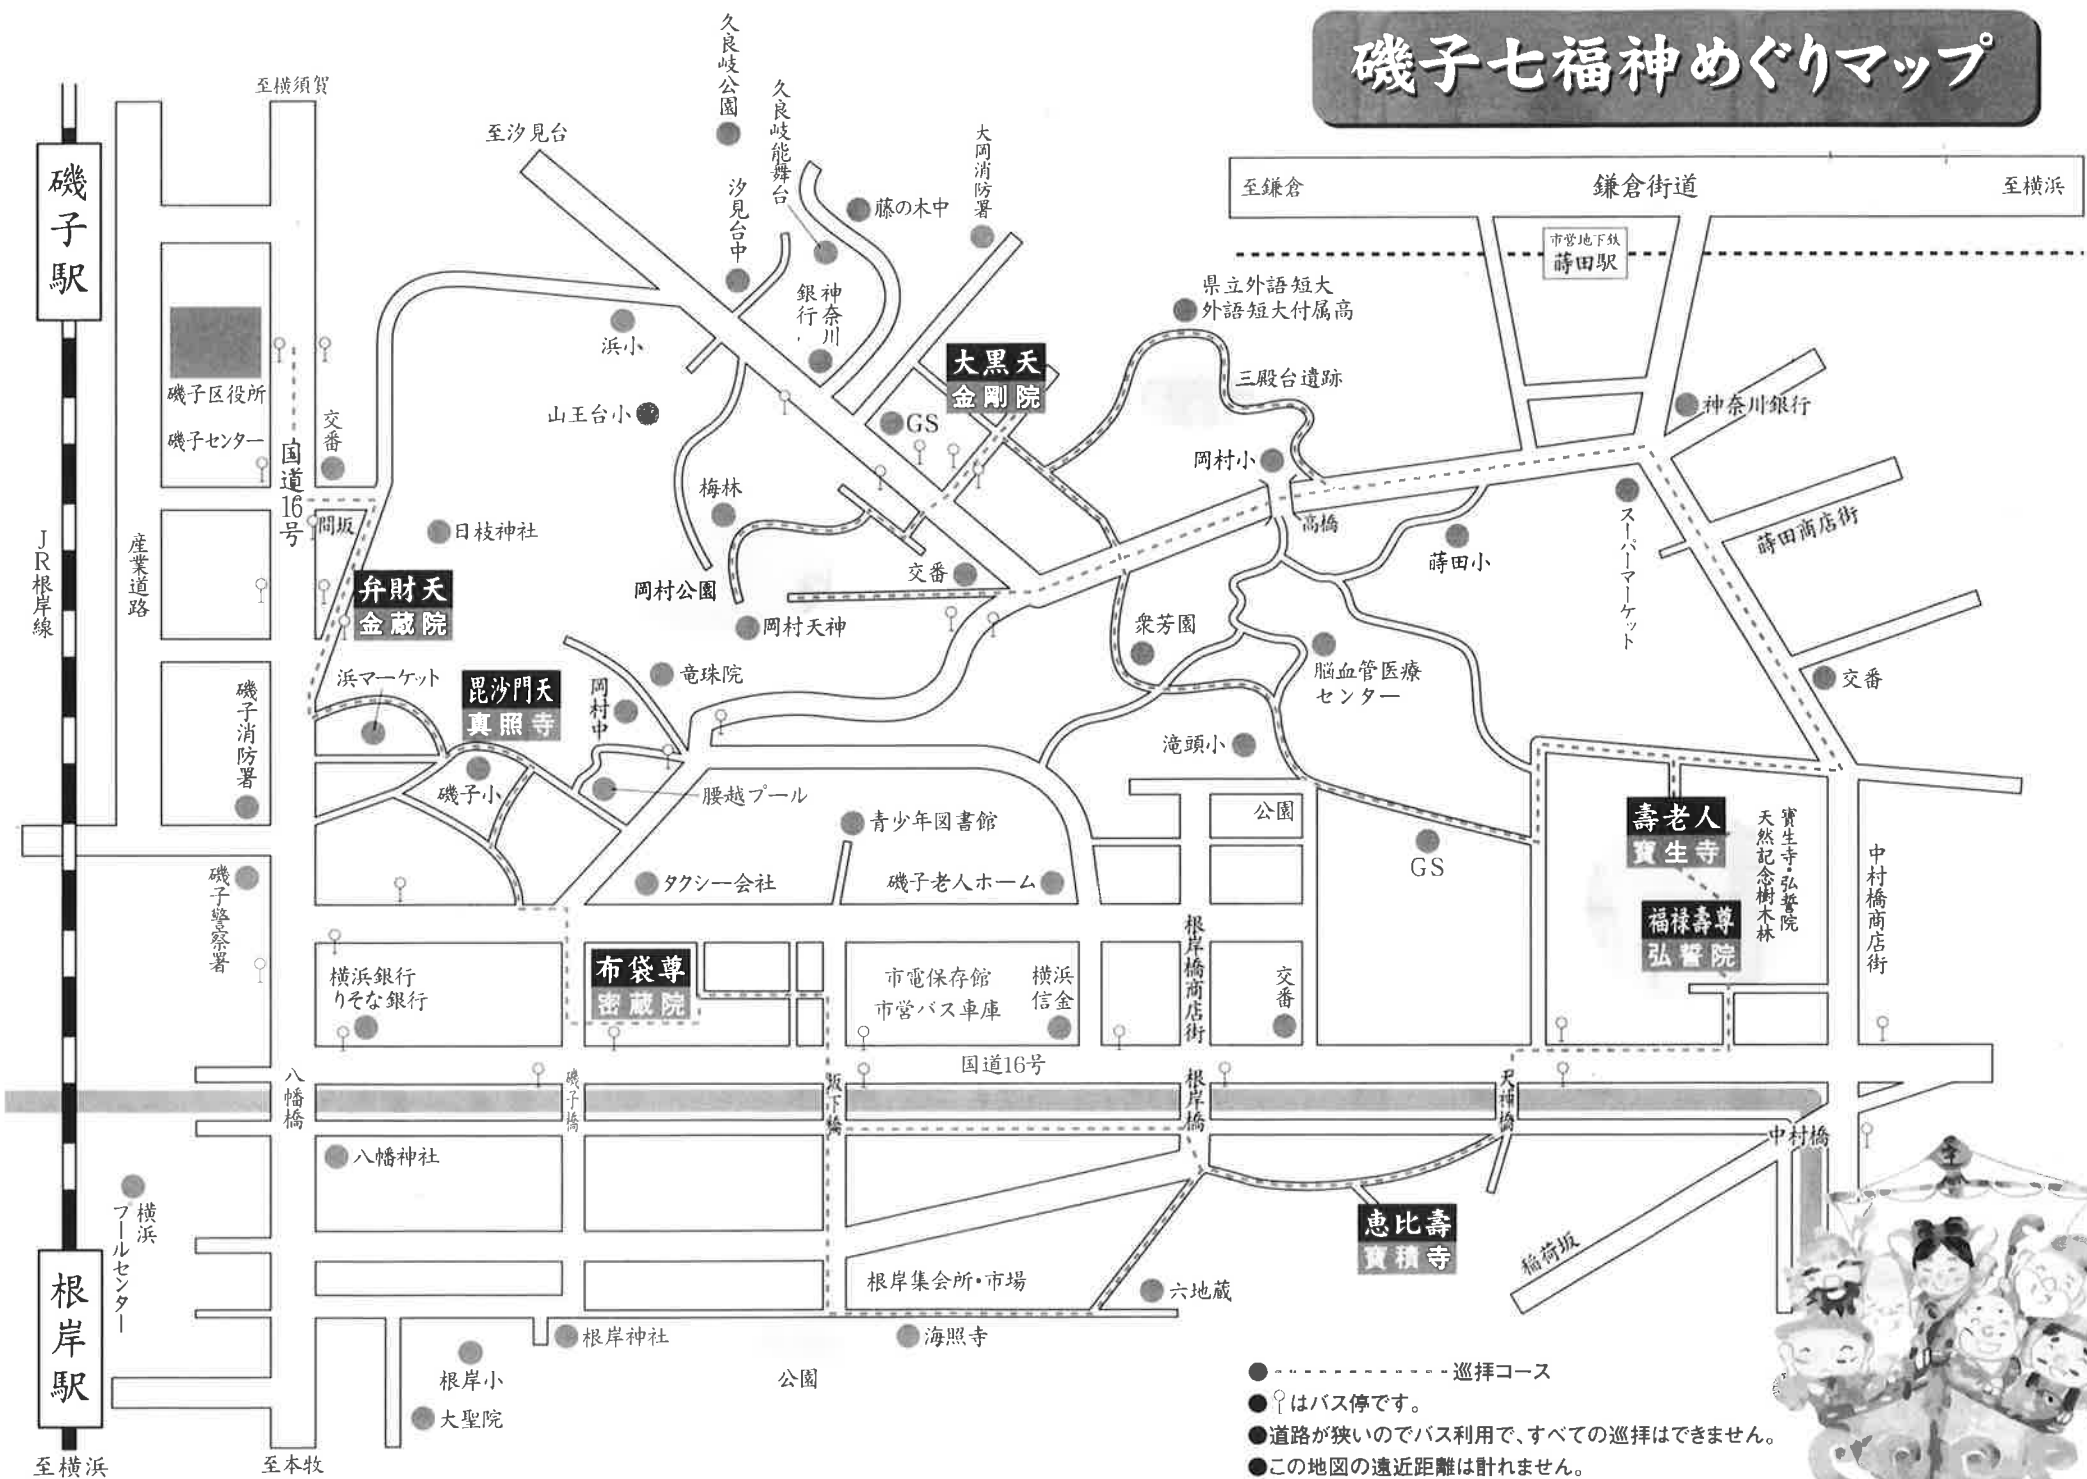 磯子七福神めぐりマップ
至横須賀
久良岐公園
久良岐能舞台
至汐見台
大岡消防署
汐見台中
藤の木中
至鎌倉
鎌倉街道
至横浜
市営地下鉄
蒔田駅
磯子駅
県立外語短大
外語短大付属高
神奈川
銀行
浜小
大黒天
金剛院
三殿台遺跡
磯子区役所
磯子センター
交番
国道16号
山王台小
GS
神奈川銀行
岡村小
梅林
高橋
スーパーマーケット
蒔田商店街
間坂
日枝神社
JR根岸線
産業道路
弁財天
金蔵院
岡村公園
交番
蒔田小
岡村天神
衆芳園
脳血管医療
センター
交番
浜マーケット
毘沙門天
真照寺
竜珠院
岡村中
磯子消防署
滝頭小
磯子小
腰越プール
青少年図書館
公園
壽老人
寳生寺
寳生寺・弘誓院
天然記念樹木林
GS
中村橋商店街
磯子警察署
タクシー会社
磯子老人ホーム
福禄壽尊
弘誓院
根岸橋商店街
横浜銀行
りそな銀行
布袋尊
密蔵院
市電保存館
市営バス車庫
横浜
信金
交番
国道16号
八幡橋
磯子橋
坂下橋
根岸橋
天神橋
中村橋
八幡神社
横浜
プールセンター
恵比壽
寳積寺
稲荷坂
根岸駅
根岸集会所・市場
六地蔵
根岸神社
海照寺
根岸小
公園
大聖院
至横浜
至本牧
幸
●-------------巡拝コース
●はバス停です。
●道路が狭いのでバス利用で、すべての巡拝はできません。
●この地図の遠近距離は計れません。